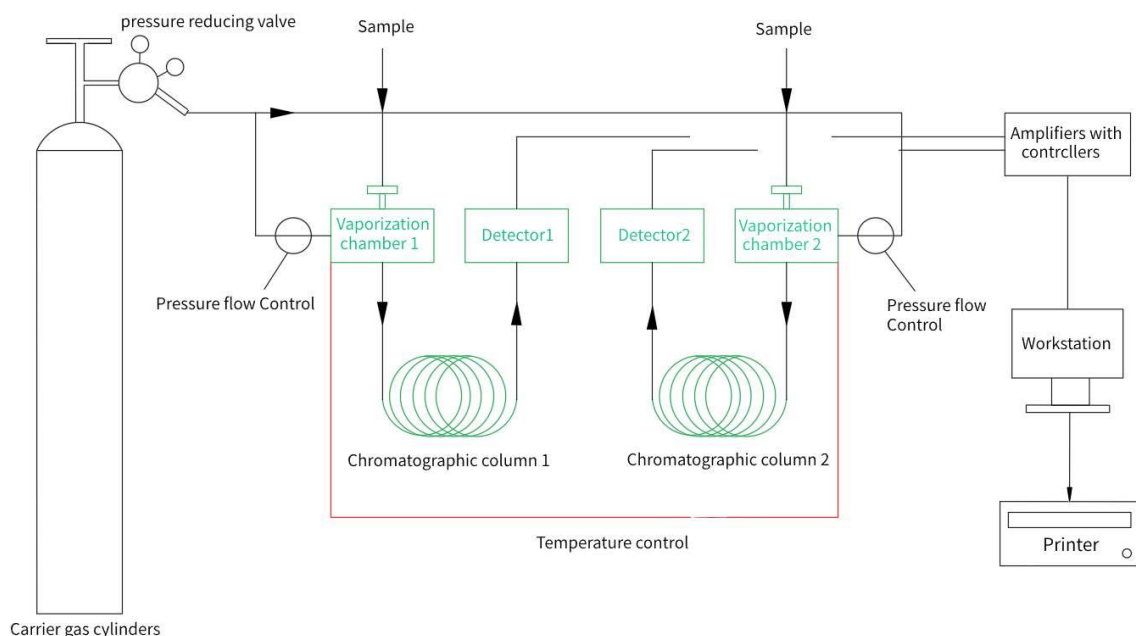 pressure reducing valve
Sample
Sample
Amplifiers with
contrcllers
Vaporization
chamber 1
Detector1
Detector2
Vaporization
chamber 2
Pressure flow Control
Pressure flow
Control
Workstation
Chromatographic column 1
Chromatographic column 2
Temperature control
Printer
Carrier gas cylinders